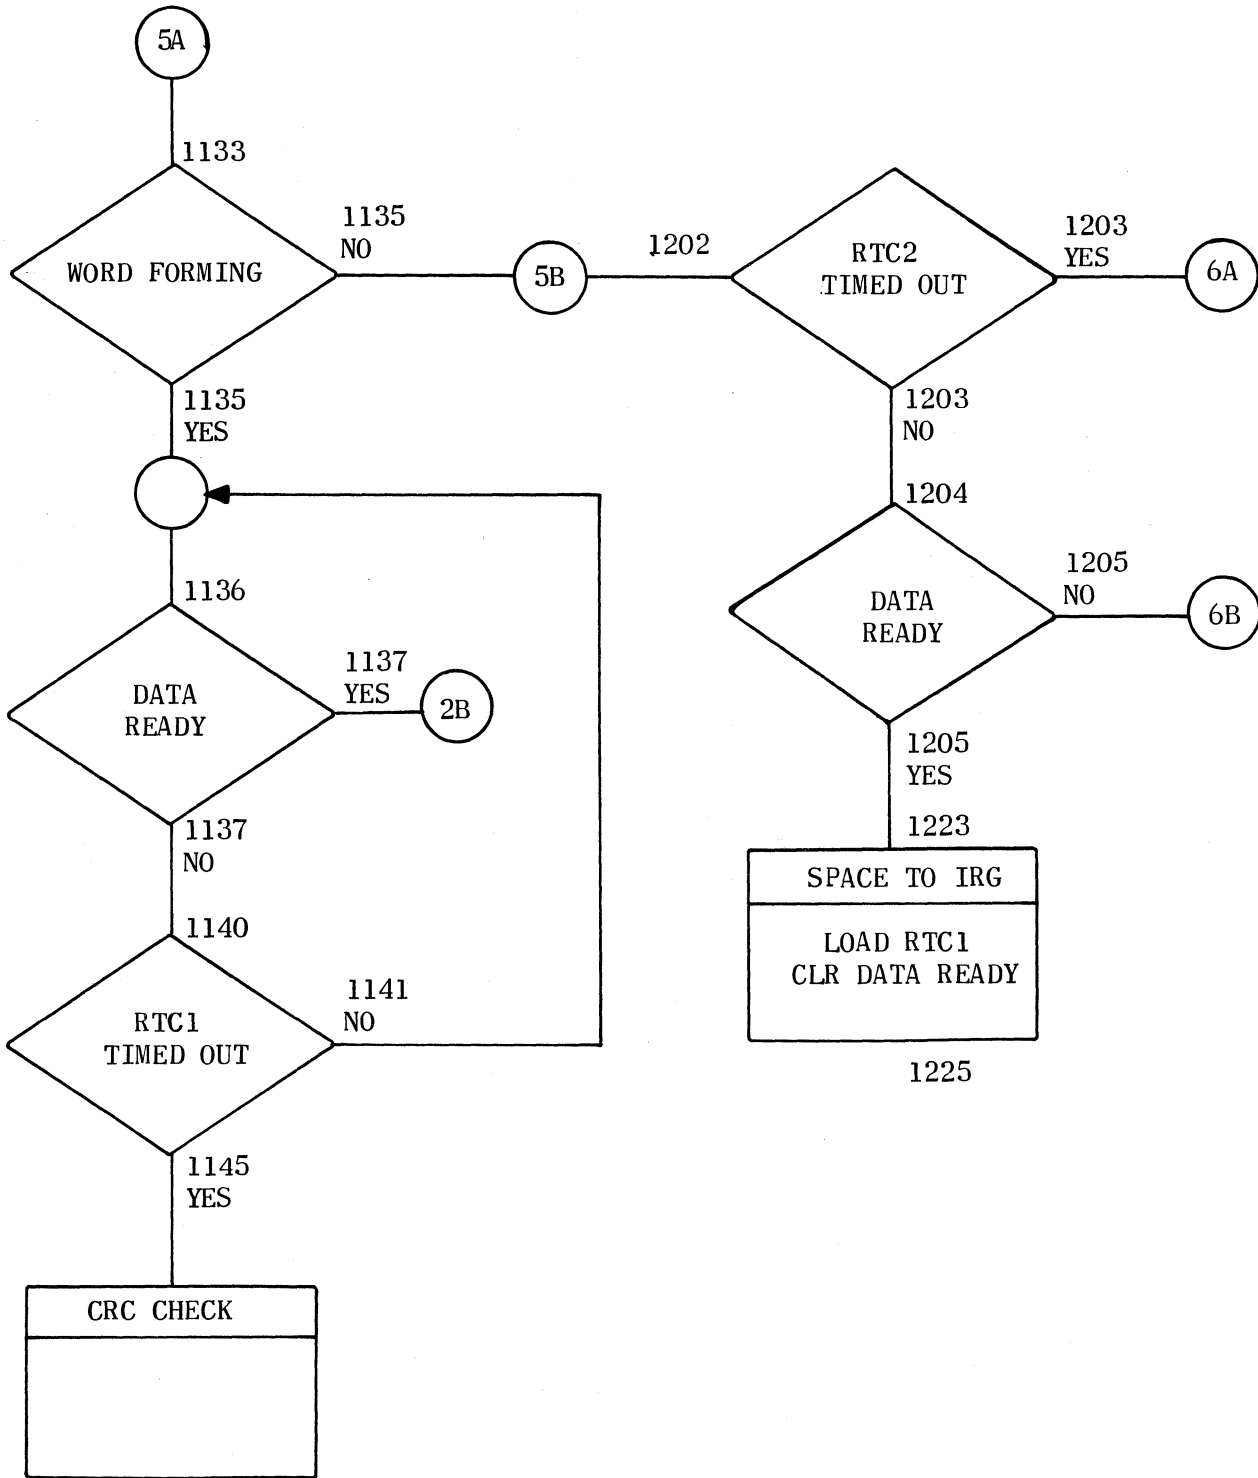 5A
1133
WORD FORMING
1135
NO
5B
1202
RTC2
TIMED OUT
1203
YES
6A
1135
YES
1203
NO
1204
1136
DATA
READY
1205
NO
6B
DATA
READY
1137
YES
2B
1205
YES
1137
NO
1223
SPACE TO IRG
LOAD RTC1
CLR DATA READY
1225
1140
RTC1
TIMED OUT
1141
NO
1145
YES
CRC CHECK